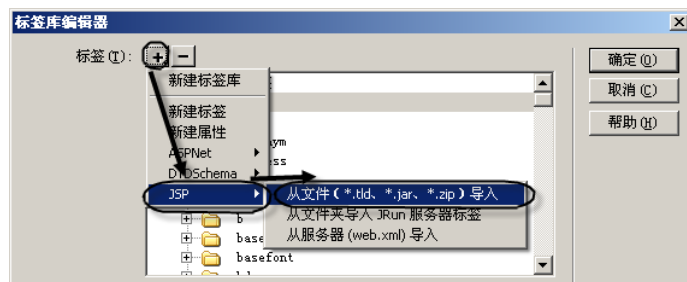 标签库编辑器
标签(T):
确定(O)
新建标签库
取消(C)
新建标签
帮助(H)
新建属性
ym
ASPNet
ss
DTDSchema
JSP
从文件(*.tld、*.jar、*.zip)导入
b
从文件夹导入 JRun 服务器标签
base
从服务器(web.xml)导入
basefont